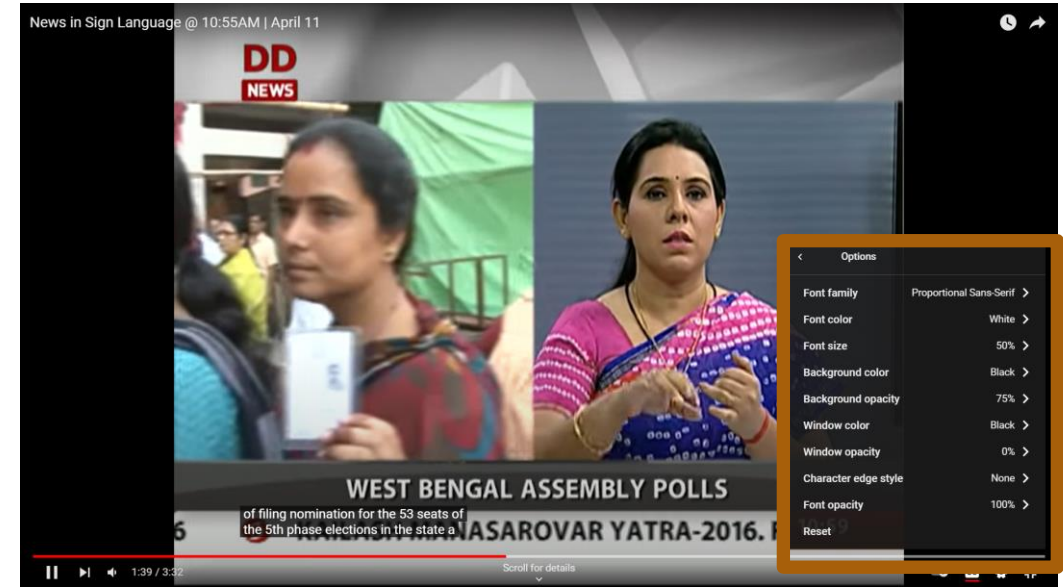 News in Sign Language @ 10:55AM | April 11
DD
NEWS
Options
Font family Proportional Sans-Serif
Font color White
Font size 50%
Background color Black
Background opacity 75%
Window color Black
Window opacity 0%
Character edge style None
Font opacity 100%
Reset
WEST BENGAL ASSEMBLY POLLS
of filing nomination for the 53 seats of
the 5th phase elections in the state a
MANASAROVAR YATRA-2016.
1:39 / 3:32
Scroll for details